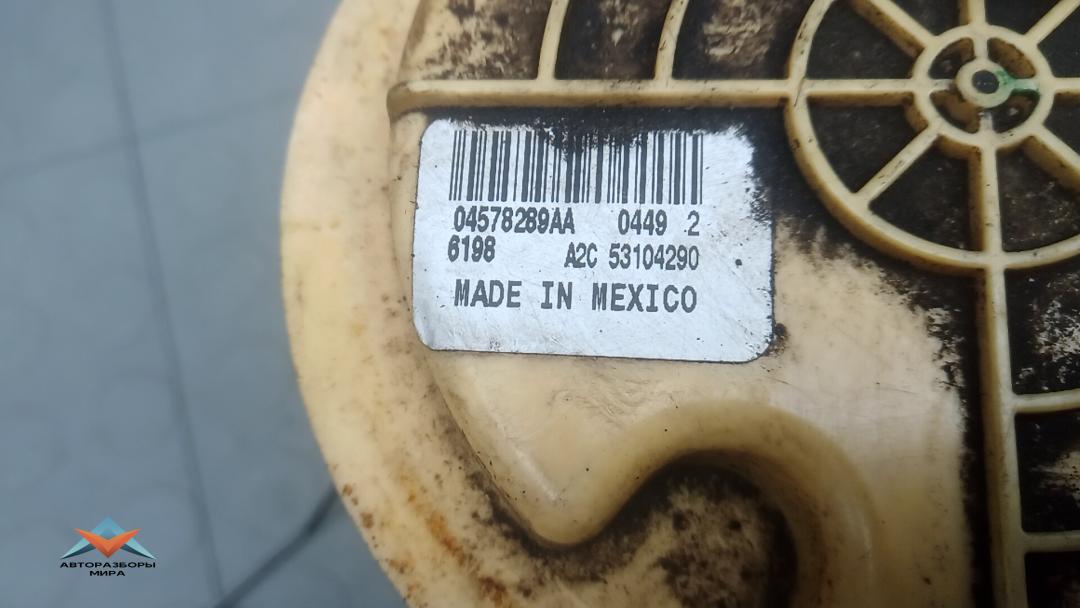 04578289AA 0449 2
6198 A2C 53104290
MADE IN MEXICO
АВТОРАЗБОРЫ
МИРА